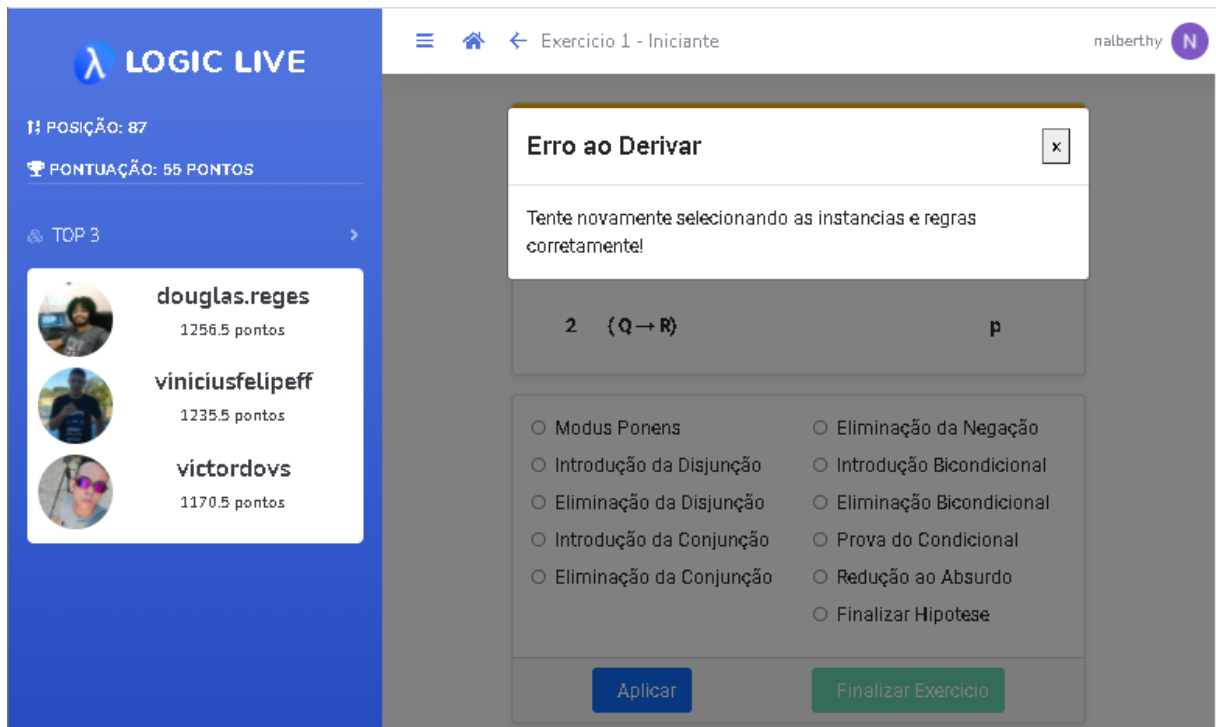 λ LOGIC LIVE
POSIÇÃO: 87
PONTUAÇÃO: 55 PONTOS
TOP 3
douglas.reges
1256.5 pontos
viniciusfelipeff
1235.5 pontos
victordovs
1170.5 pontos
Exercicio 1 - Iniciante
nalberthy N
Erro ao Derivar
×
Tente novamente selecionando as instancias e regras
corretamente!
2 (Q→R) p
Modus Ponens
Introdução da Disjunção
Eliminação da Disjunção
Introdução da Conjunção
Eliminação da Conjunção
Eliminação da Negação
Introdução Bicondicional
Eliminação Bicondicional
Prova do Condicional
Redução ao Absurdo
Finalizar Hipotese
Aplicar
Finalizar Exercicio